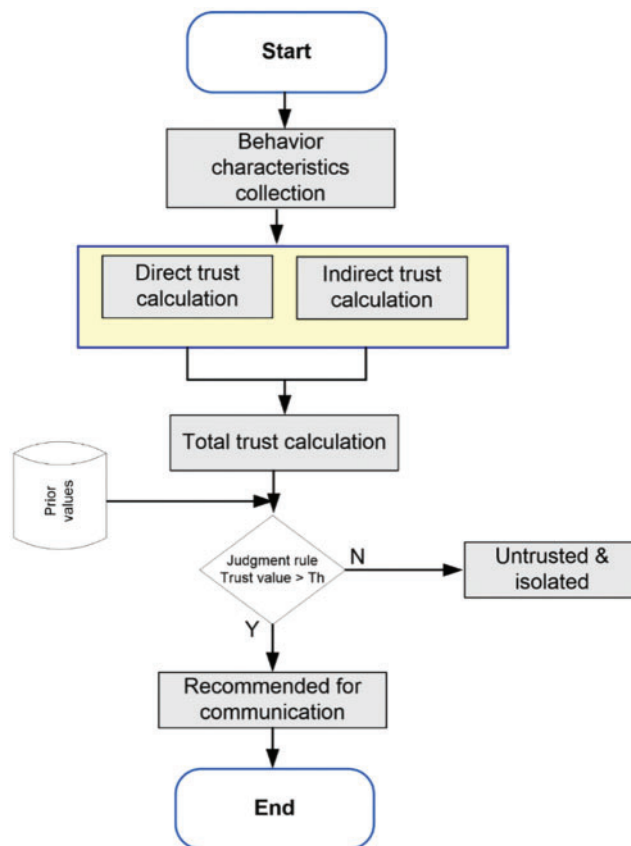 Start
Behavior
characteristics
collection
Direct trust
calculation
Indirect trust
calculation
Total trust calculation
Prior
values
Judgment rule
Trust value > Th
N
Untrusted &
isolated
Y
Recommended for
communication
End